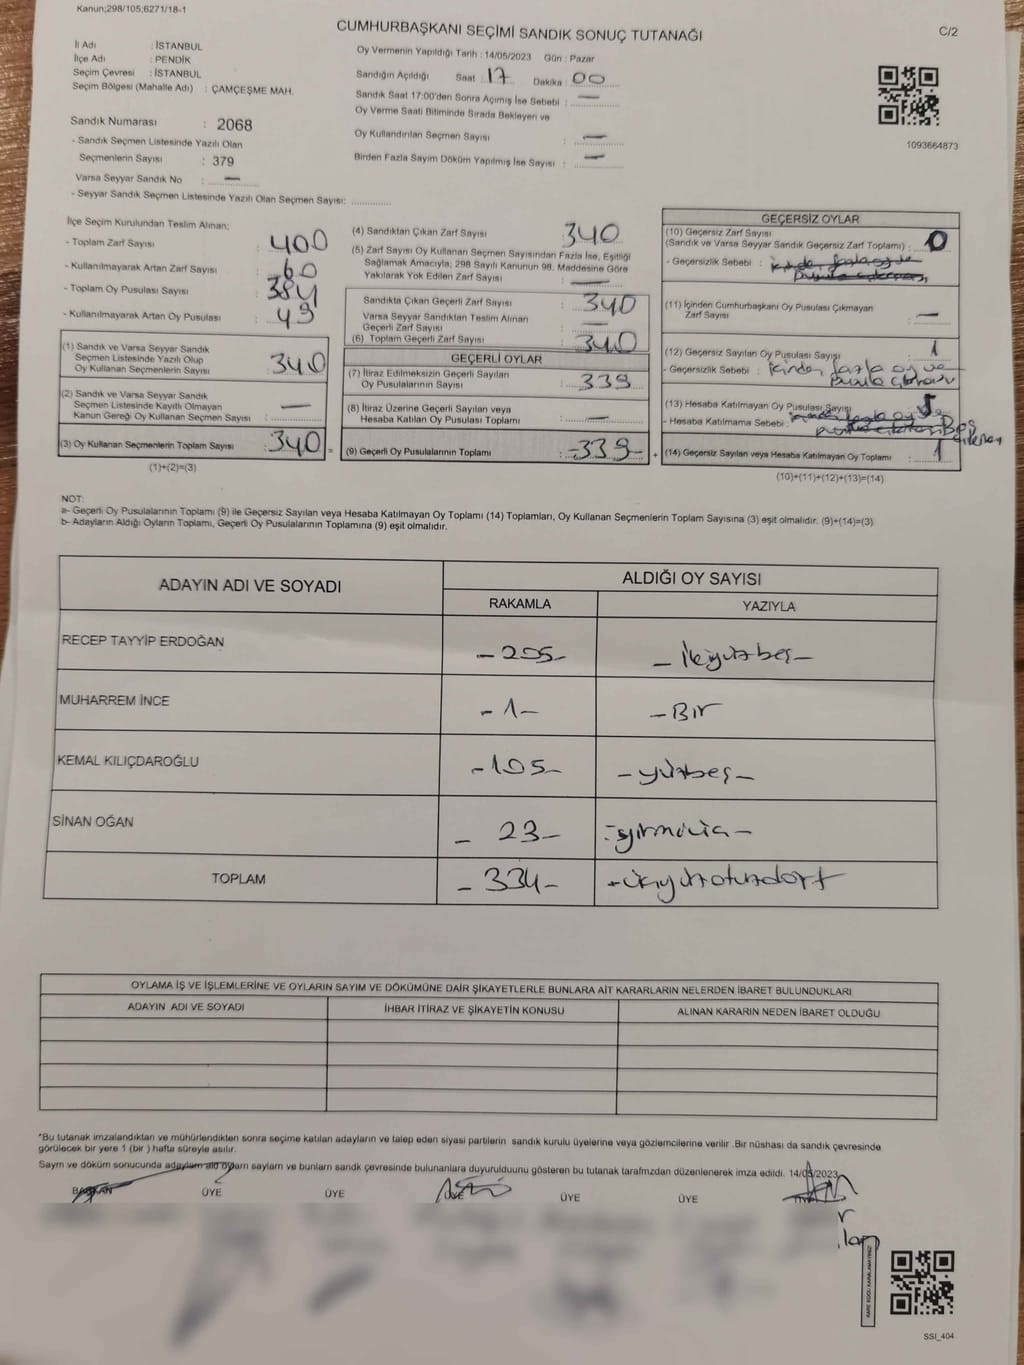 Kanun;298/105;6271/18-1
CUMHURBAŞKANI SEÇİMİ SANDIK SONUÇ TUTANAĞI
C/2
İl Adı : İSTANBUL
İlçe Adı : PENDİK
Seçim Çevresi : İSTANBUL
Seçim Bölgesi (Mahalle Adı) : ÇAMÇEŞME MAH.
Sandık Numarası : 2068
- Sandık Seçmen Listesinde Yazılı Olan
Seçmenlerin Sayısı : 379
Varsa Seyyar Sandık No : —
- Seyyar Sandık Seçmen Listesinde Yazılı Olan Seçmen Sayısı: ............
Oy Vermenin Yapıldığı Tarih : 14/05/2023 Gün : Pazar
Sandığın Açıldığı Saat : 17 Dakika : 00
Sandık Saat 17:00'den Sonra Açımış İse Sebebi : —
Oy Verme Saati Bitiminde Sırada Bekleyen ve
Oy Kullandırılan Seçmen Sayısı : —
Birden Fazla Sayım Döküm Yapılmış İse Sayısı : —
1093664873
İlçe Seçim Kurulundan Teslim Alınan;
- Toplam Zarf Sayısı : 400
- Kullanılmayarak Artan Zarf Sayısı : 60
- Toplam Oy Pusulası Sayısı : 384
- Kullanılmayarak Artan Oy Pusulası : 43
(1) Sandık ve Varsa Seyyar Sandık
Seçmen Listesinde Yazılı Olup
Oy Kullanan Seçmenlerin Sayısı : 340
(2) Sandık ve Varsa Seyyar Sandık
Seçmen Listesinde Kayıtlı Olmayan
Kanun Gereği Oy Kullanan Seçmen Sayısı : —
(3) Oy Kullanan Seçmenlerin Toplam Sayısı : 340
(1)+(2)=(3)
(4) Sandıktan Çıkan Zarf Sayısı : 340
(5) Zarf Sayısı Oy Kullanan Seçmen Sayısından Fazla İse, Eşitliği
Sağlamak Amacıyla; 298 Sayılı Kanunun 98. Maddesine Göre
Yakılarak Yok Edilen Zarf Sayısı : —
Sandıkta Çıkan Geçerli Zarf Sayısı : 340
Varsa Seyyar Sandıktan Teslim Alınan
Geçerli Zarf Sayısı : —
(6) Toplam Geçerli Zarf Sayısı : 340
GEÇERLİ OYLAR
(7) İtiraz Edilmeksizin Geçerli Sayılan
Oy Pusulalarının Sayısı : 339
(8) İtiraz Üzerine Geçerli Sayılan veya
Hesaba Katılan Oy Pusulası Toplamı : —
= (9) Geçerli Oy Pusulalarının Toplamı : -339-
GEÇERSİZ OYLAR
(10) Geçersiz Zarf Sayısı
(Sandık ve Varsa Seyyar Sandık Geçersiz Zarf Toplamı) : 0
- Geçersizlik Sebebi :
(11) İçinden Cumhurbaşkanı Oy Pusulası Çıkmayan
Zarf Sayısı : —
(12) Geçersiz Sayılan Oy Pusulası Sayısı : 1
- Geçersizlik Sebebi : içinden fazla oy ve
(13) Hesaba Katılmayan Oy Pusulası Sayısı
- Hesaba Katılmama Sebebi :
+ (14) Geçersiz Sayılan veya Hesaba Katılmayan Oy Toplamı : 1
(10)+(11)+(12)+(13)=(14)
NOT:
a- Geçerli Oy Pusulalarının Toplamı (9) ile Geçersiz Sayılan veya Hesaba Katılmayan Oy Toplamı (14) Toplamları, Oy Kullanan Seçmenlerin Toplam Sayısına (3) eşit olmalıdır. (9)+(14)=(3)
b- Adayların Aldığı Oyların Toplamı, Geçerli Oy Pusulalarının Toplamına (9) eşit olmalıdır.
ADAYIN ADI VE SOYADI
ALDIĞI OY SAYISI
RAKAMLA YAZIYLA
RECEP TAYYİP ERDOĞAN -205- -İkiyüzbeş-
MUHARREM İNCE -1- -Bir
KEMAL KILIÇDAROĞLU -105- -yüzbeş-
SİNAN OĞAN -23- -yirmiüç-
TOPLAM -334- -üçyüzotuzdört
OYLAMA İŞ VE İŞLEMLERİNE VE OYLARIN SAYIM VE DÖKÜMÜNE DAİR ŞİKAYETLERLE BUNLARA AİT KARARLARIN NELERDEN İBARET BULUNDUKLARI
ADAYIN ADI VE SOYADI İHBAR İTİRAZ VE ŞİKAYETİN KONUSU ALINAN KARARIN NEDEN İBARET OLDUĞU
*Bu tutanak imzalandıktan ve mühürlendikten sonra seçime katılan adayların ve talep eden siyasi partilerin sandık kurulu üyelerine veya gözlemcilerine verilir .Bir nüshası da sandık çevresinde
görülecek bir yere 1 (bir ) hafta süreyle asılır.
Sayım ve döküm sonucunda adayların aldı oyların sayların ve bunların sandk çevresinde bulunanlara duyurulduunu gösteren bu tutanak tarafmzdan düzenlenerek imza edildi. 14/05/2023
BAŞKAN ÜYE ÜYE ÜYE ÜYE ÜYE
SSI_404